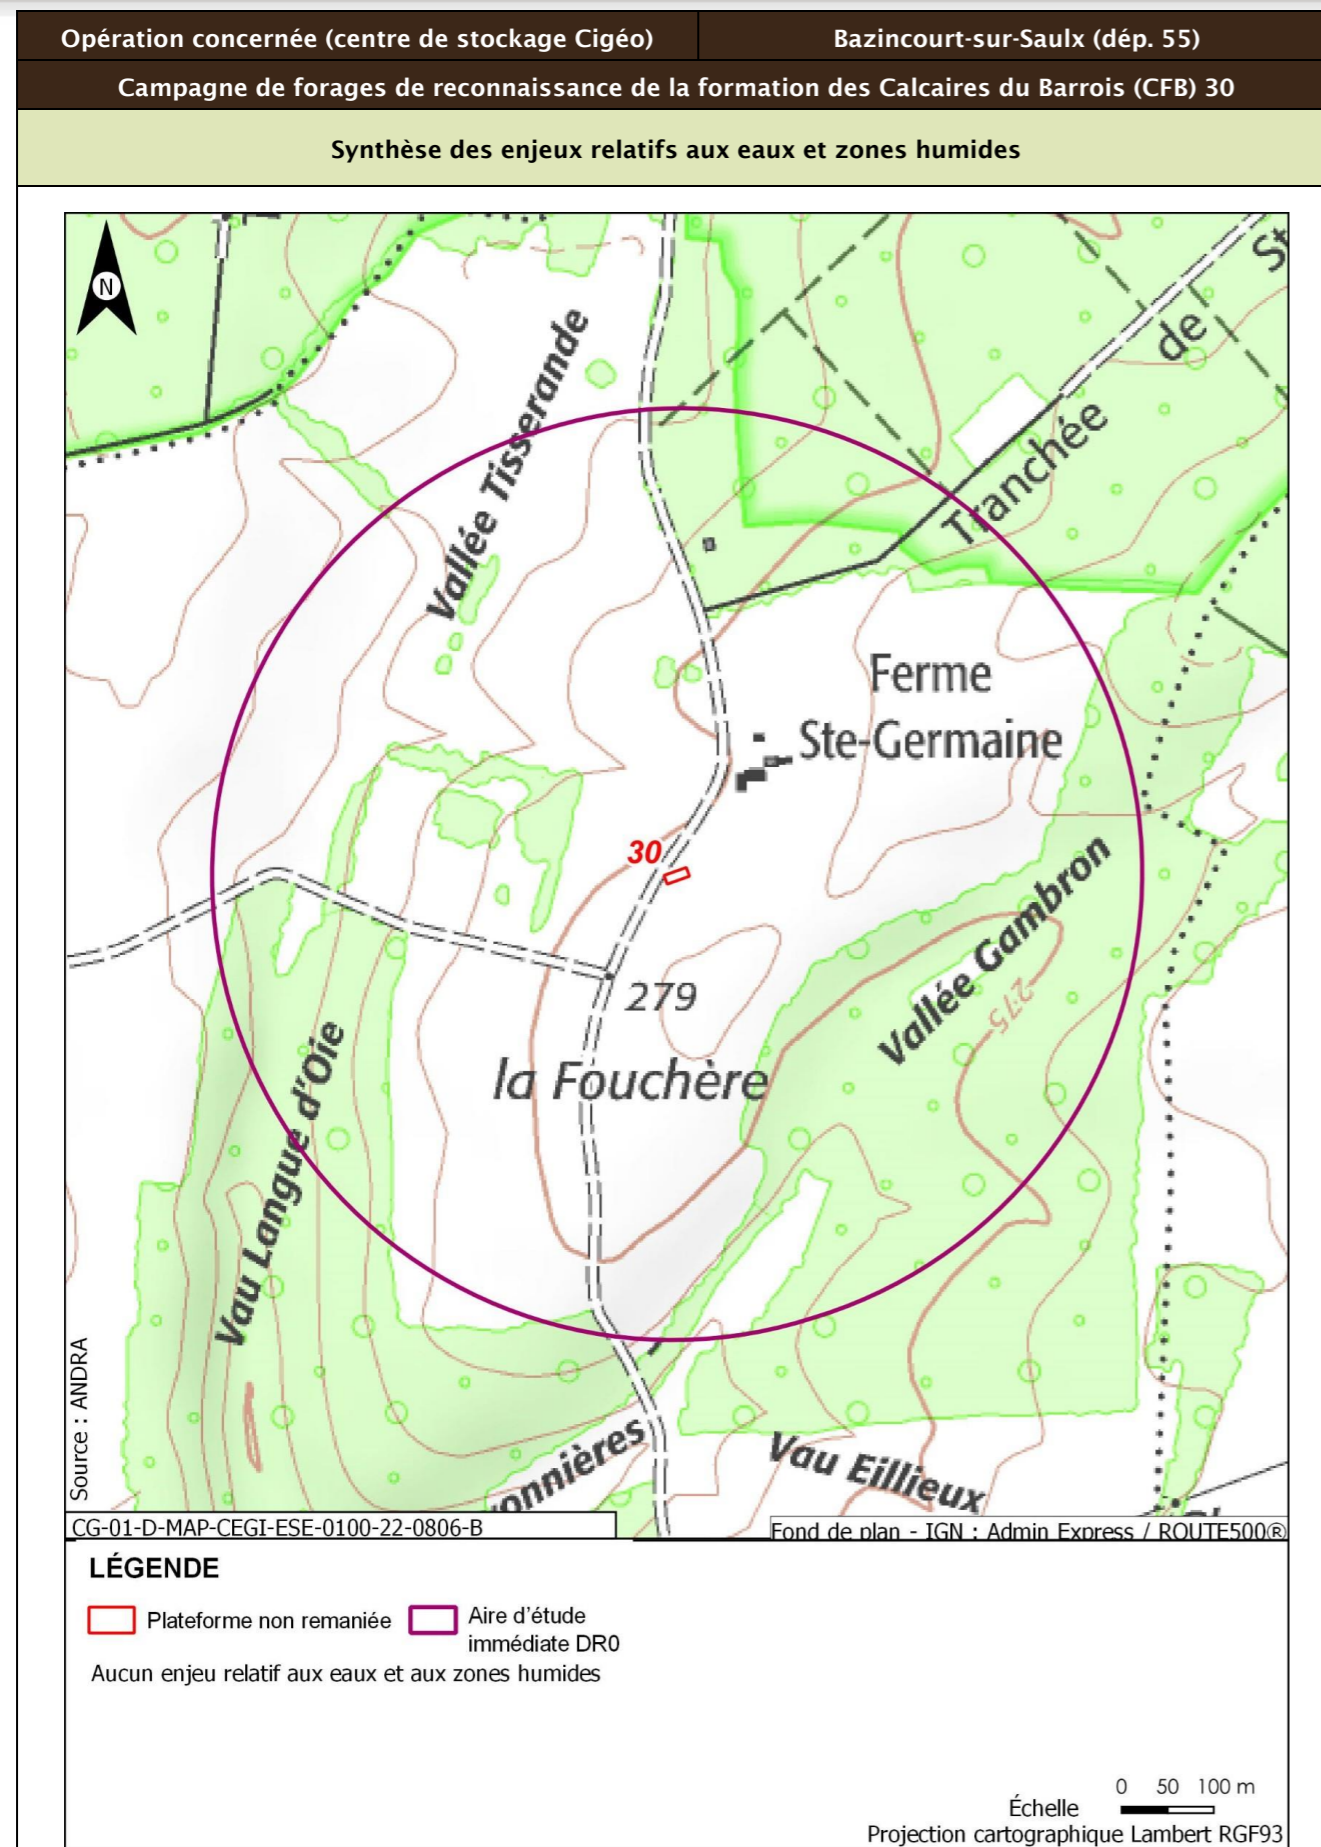 Opération concernée (centre de stockage Cigéo)
Bazincourt-sur-Saulx (dép. 55)
Campagne de forages de reconnaissance de la formation des Calcaires du Barrois (CFB) 30
Synthèse des enjeux relatifs aux eaux et zones humides
N
Vallée Tisserande
Tranchée de St
Ferme
Ste-Germaine
30
Vallée Gambron
275
279
la Fouchère
Vau Langue d'Oie
onnières
Vau Eillieux
Source : ANDRA
CG-01-D-MAP-CEGI-ESE-0100-22-0806-B
Fond de plan - IGN : Admin Express / ROUTE500®
LÉGENDE
Plateforme non remaniée
Aire d'étude
immédiate DR0
Aucun enjeu relatif aux eaux et aux zones humides
0 50 100 m
Échelle
Projection cartographique Lambert RGF93